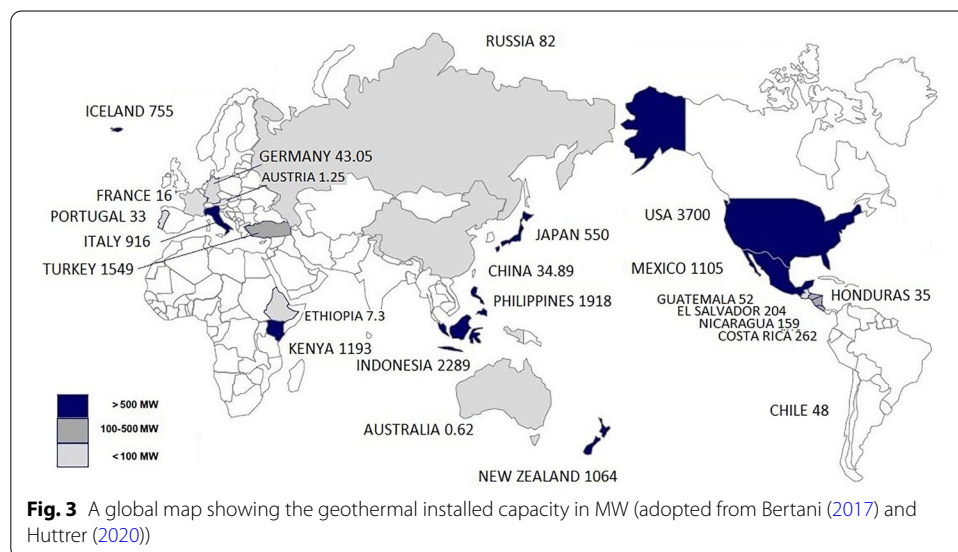 RUSSIA 82
ICELAND 755
GERMANY 43.05
AUSTRIA 1.25
FRANCE 16
PORTUGAL 33
ITALY 916
TURKEY 1549
USA 3700
JAPAN 550
CHINA 34.89
MEXICO 1105
PHILIPPINES 1918
GUATEMALA 52
HONDURAS 35
EL SALVADOR 204
NICARAGUA 159
COSTA RICA 262
ETHIOPIA 7.3
KENYA 1193
INDONESIA 2289
> 500 MW
100-500 MW
< 100 MW
AUSTRALIA 0.62
CHILE 48
NEW ZEALAND 1064
Fig. 3 A global map showing the geothermal installed capacity in MW (adopted from Bertani (2017) and
Huttrer (2020))